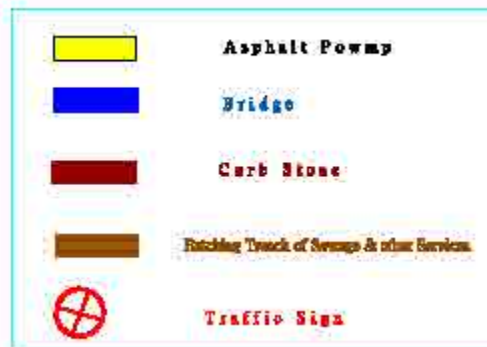 Asphalt Powmp
Bridge
Curb Stone
Patching Trench of Sewage & other Services
Traffic Sign